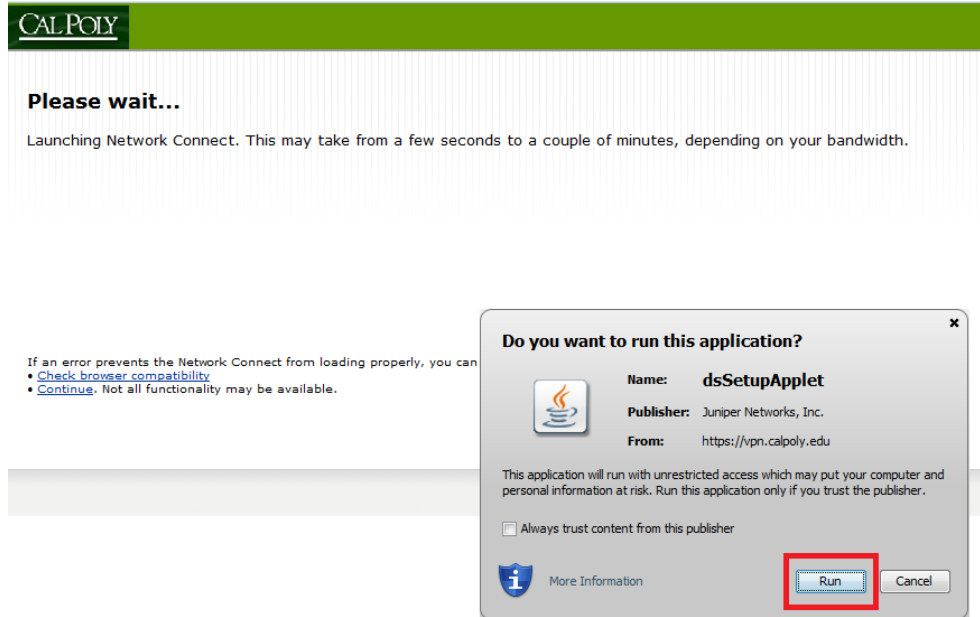 CAL POLY
Please wait...
Launching Network Connect. This may take from a few seconds to a couple of minutes, depending on your bandwidth.
If an error prevents the Network Connect from loading properly, you can
• Check browser compatibility
• Continue. Not all functionality may be available.
Do you want to run this application?
Name: dsSetupApplet
Publisher: Juniper Networks, Inc.
From: https://vpn.calpoly.edu
This application will run with unrestricted access which may put your computer and
personal information at risk. Run this application only if you trust the publisher.
Always trust content from this publisher
More Information
Run Cancel